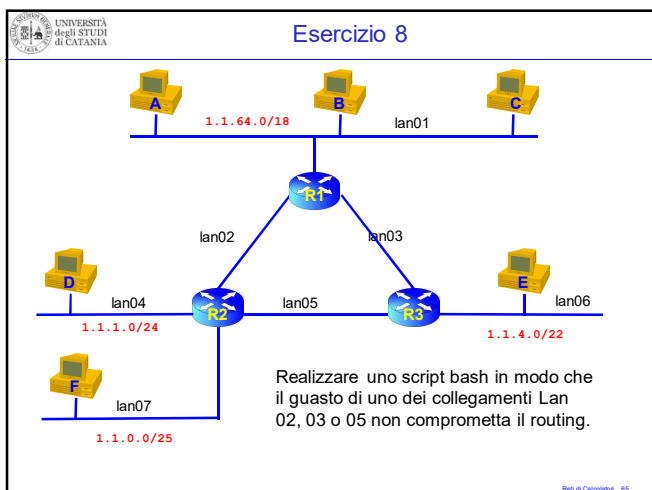 UNIVERSITÀ
degli STUDI
di CATANIA
Esercizio 8
A
B
C
1.1.64.0/18
lan01
R1
lan02
lan03
D
E
lan04
R2
lan05
R3
lan06
1.1.1.0/24
1.1.4.0/22
F
lan07
1.1.0.0/25
Realizzare uno script bash in modo che
il guasto di uno dei collegamenti Lan
02, 03 o 05 non comprometta il routing.
Reti di Calcolatori 65